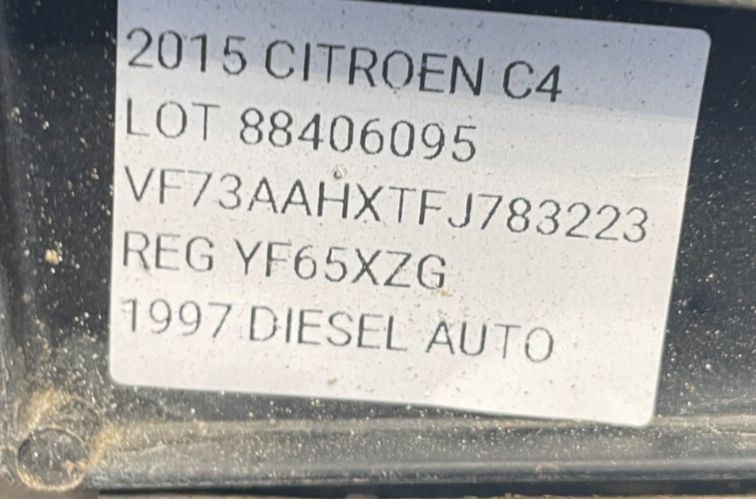 2015 CITROEN C4
LOT 88406095
VF73AAHXTFJ783223
REG YF65XZG
1997 DIESEL AUTO